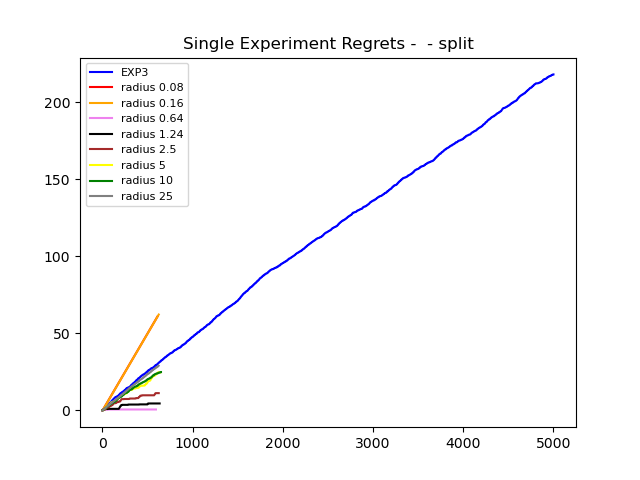 Single Experiment Regrets -  - split
EXP3
radius 0.08
radius 0.16
radius 0.64
radius 1.24
radius 2.5
radius 5
radius 10
radius 25
200
150
100
50
0
0 1000 2000 3000 4000 5000